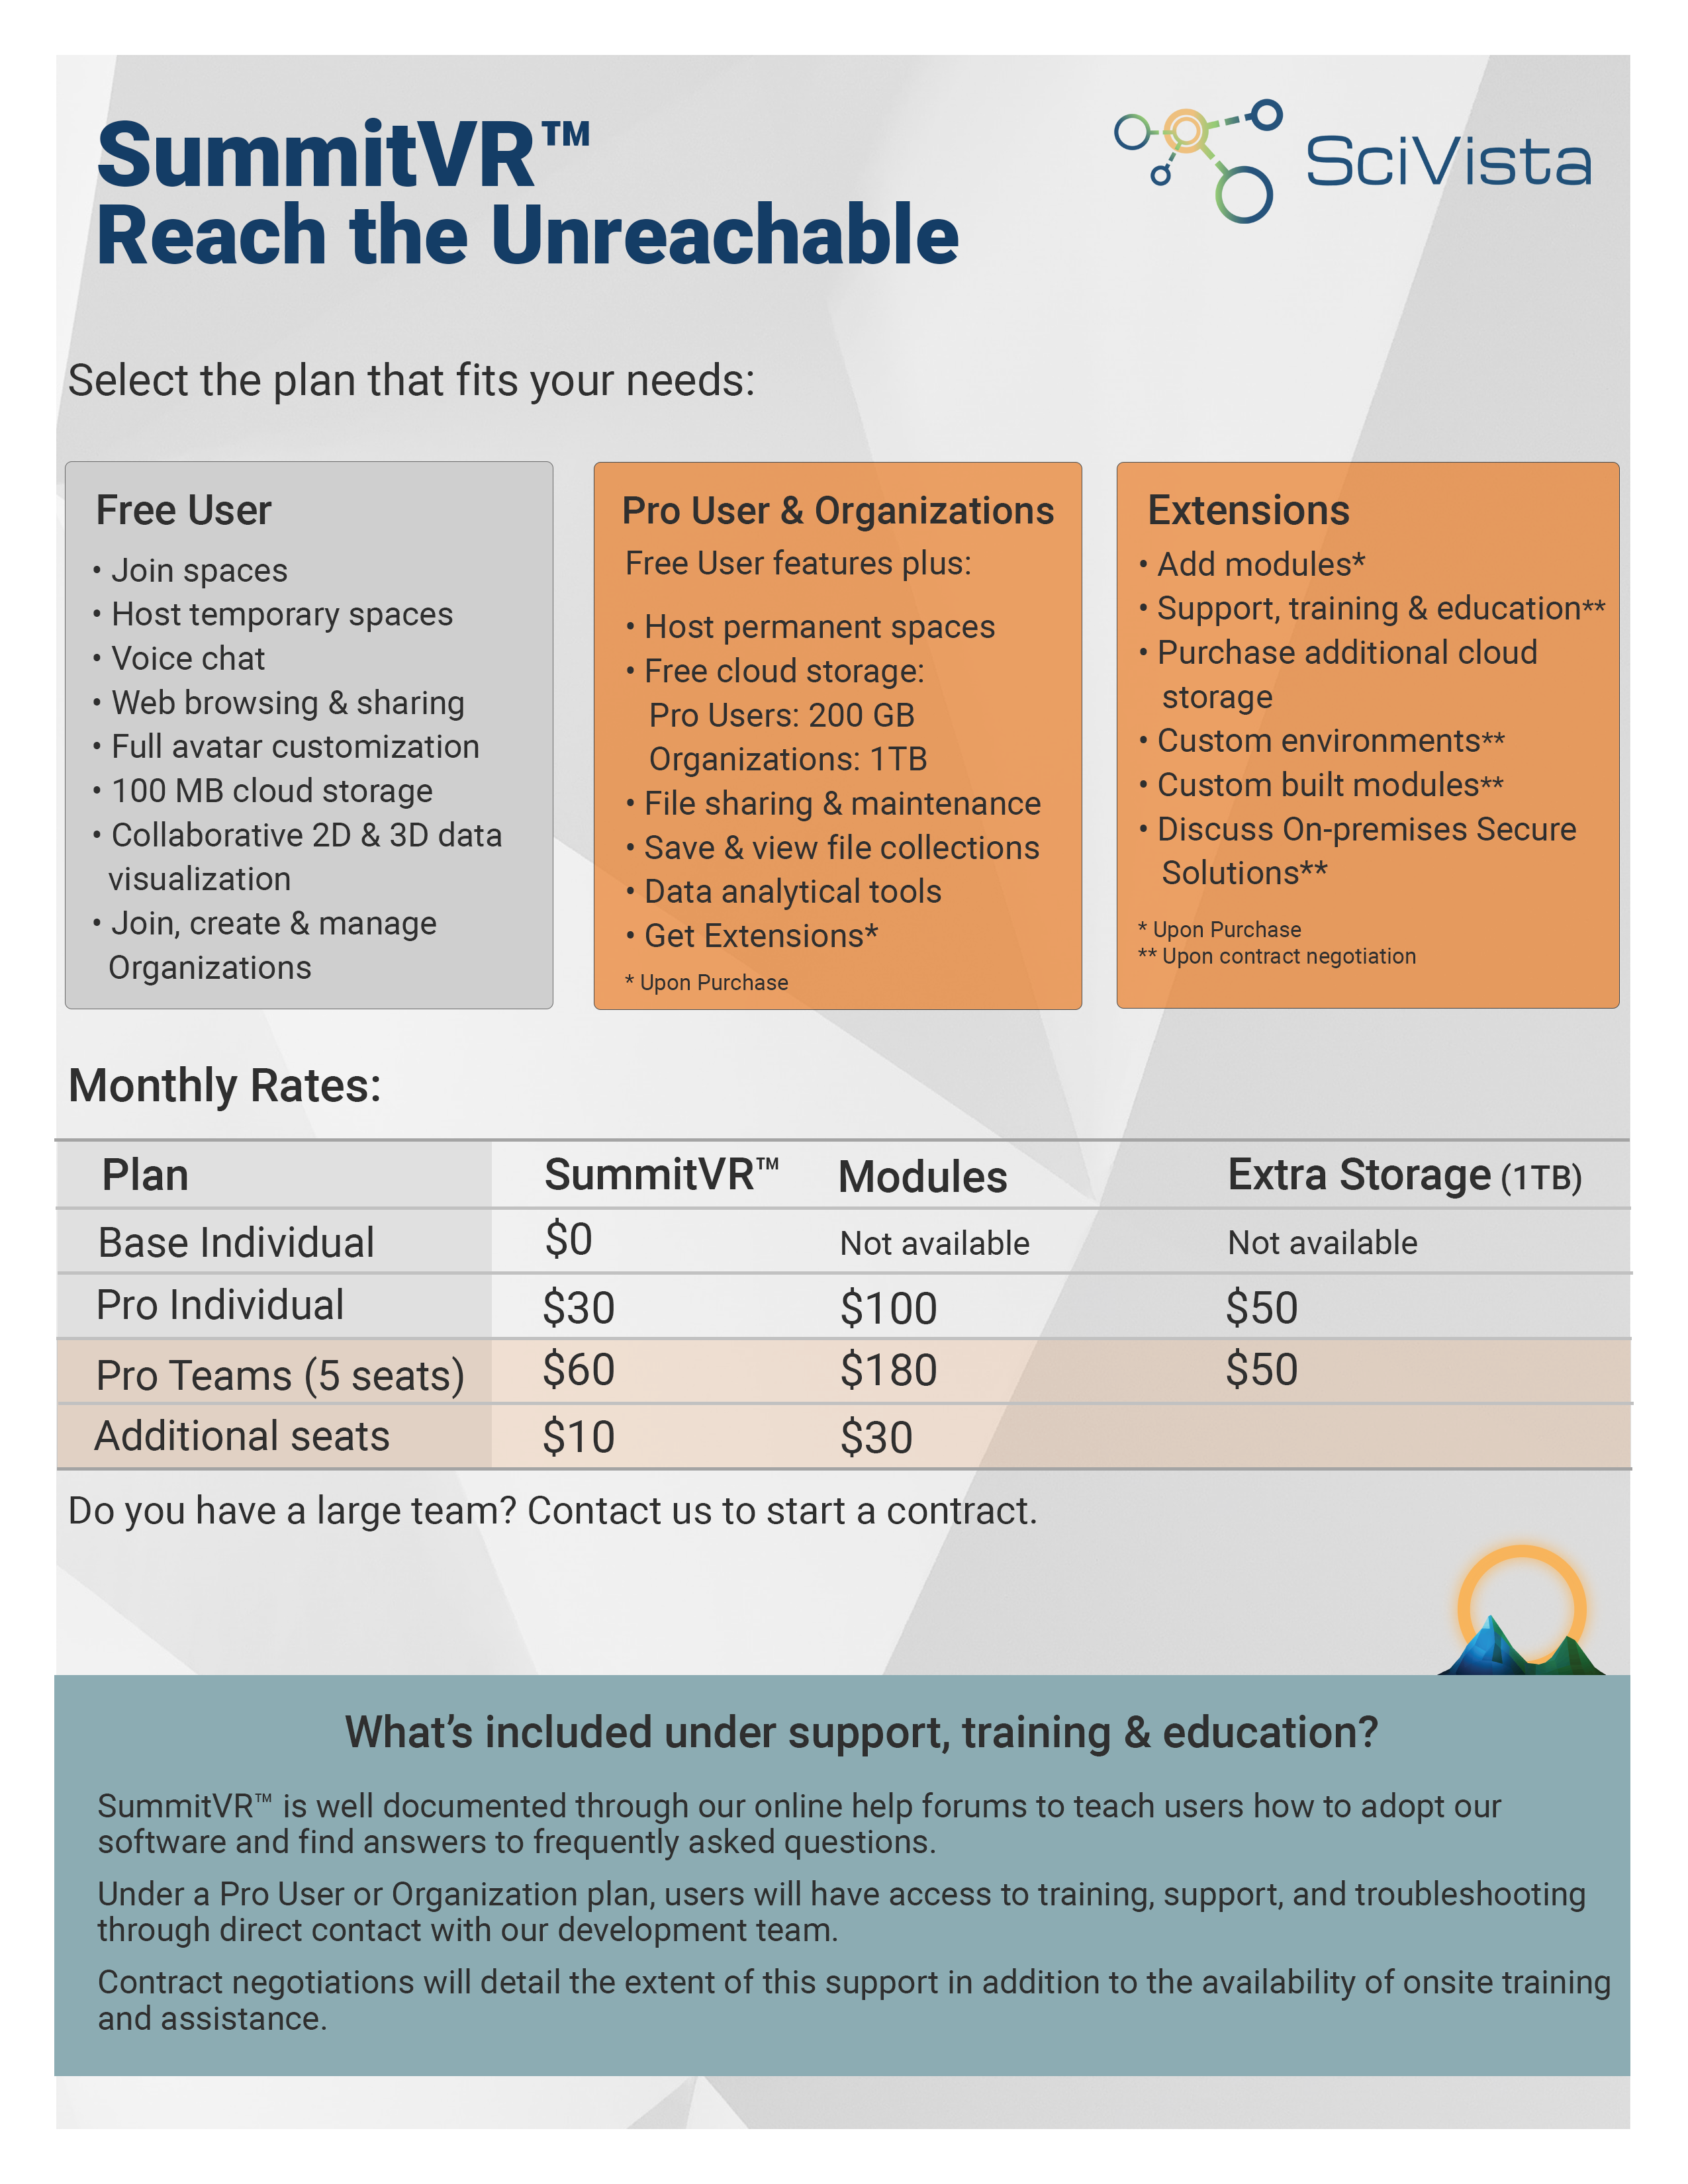 SummitVR™
Reach the Unreachable
SciVista
Select the plan that fits your needs:
Free User
• Join spaces
• Host temporary spaces
• Voice chat
• Web browsing & sharing
• Full avatar customization
• 100 MB cloud storage
• Collaborative 2D & 3D data
visualization
• Join, create & manage
Organizations
Pro User & Organizations
Free User features plus:
• Host permanent spaces
• Free cloud storage:
Pro Users: 200 GB
Organizations: 1TB
• File sharing & maintenance
• Save & view file collections
• Data analytical tools
• Get Extensions*
* Upon Purchase
Extensions
• Add modules*
• Support, training & education**
• Purchase additional cloud
storage
• Custom environments**
• Custom built modules**
• Discuss On-premises Secure
Solutions**
* Upon Purchase
** Upon contract negotiation
Monthly Rates:
Plan SummitVR™ Modules Extra Storage (1TB)
Base Individual $0 Not available Not available
Pro Individual $30 $100 $50
Pro Teams (5 seats) $60 $180 $50
Additional seats $10 $30
Do you have a large team? Contact us to start a contract.
What’s included under support, training & education?
SummitVR™ is well documented through our online help forums to teach users how to adopt our
software and find answers to frequently asked questions.
Under a Pro User or Organization plan, users will have access to training, support, and troubleshooting
through direct contact with our development team.
Contract negotiations will detail the extent of this support in addition to the availability of onsite training
and assistance.